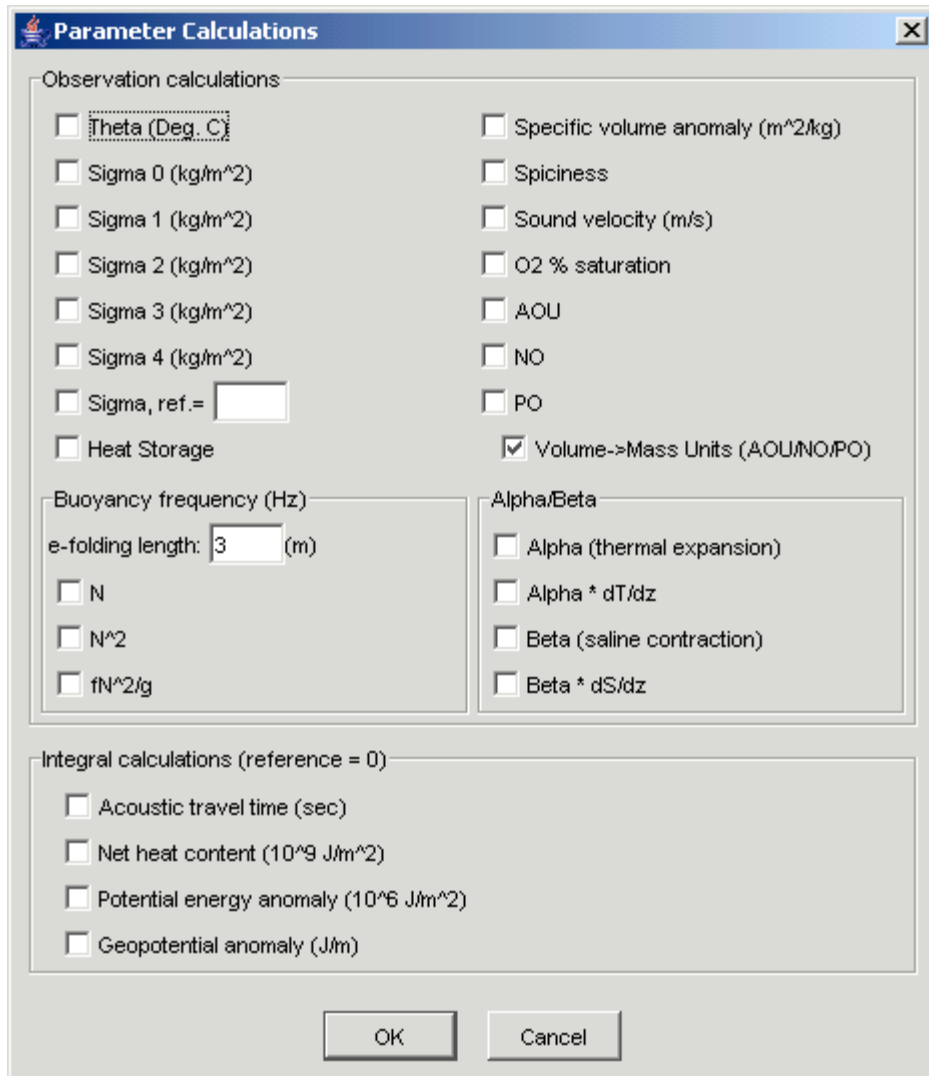 Parameter Calculations
Observation calculations
Theta (Deg. C)
Sigma 0 (kg/m^2)
Sigma 1 (kg/m^2)
Sigma 2 (kg/m^2)
Sigma 3 (kg/m^2)
Sigma 4 (kg/m^2)
Sigma, ref.=
Heat Storage
Specific volume anomaly (m^2/kg)
Spiciness
Sound velocity (m/s)
O2 % saturation
AOU
NO
PO
Volume->Mass Units (AOU/NO/PO)
Buoyancy frequency (Hz)
e-folding length: 3 (m)
N
N^2
fN^2/g
Alpha/Beta
Alpha (thermal expansion)
Alpha * dT/dz
Beta (saline contraction)
Beta * dS/dz
Integral calculations (reference = 0)
Acoustic travel time (sec)
Net heat content (10^9 J/m^2)
Potential energy anomaly (10^6 J/m^2)
Geopotential anomaly (J/m)
OK
Cancel